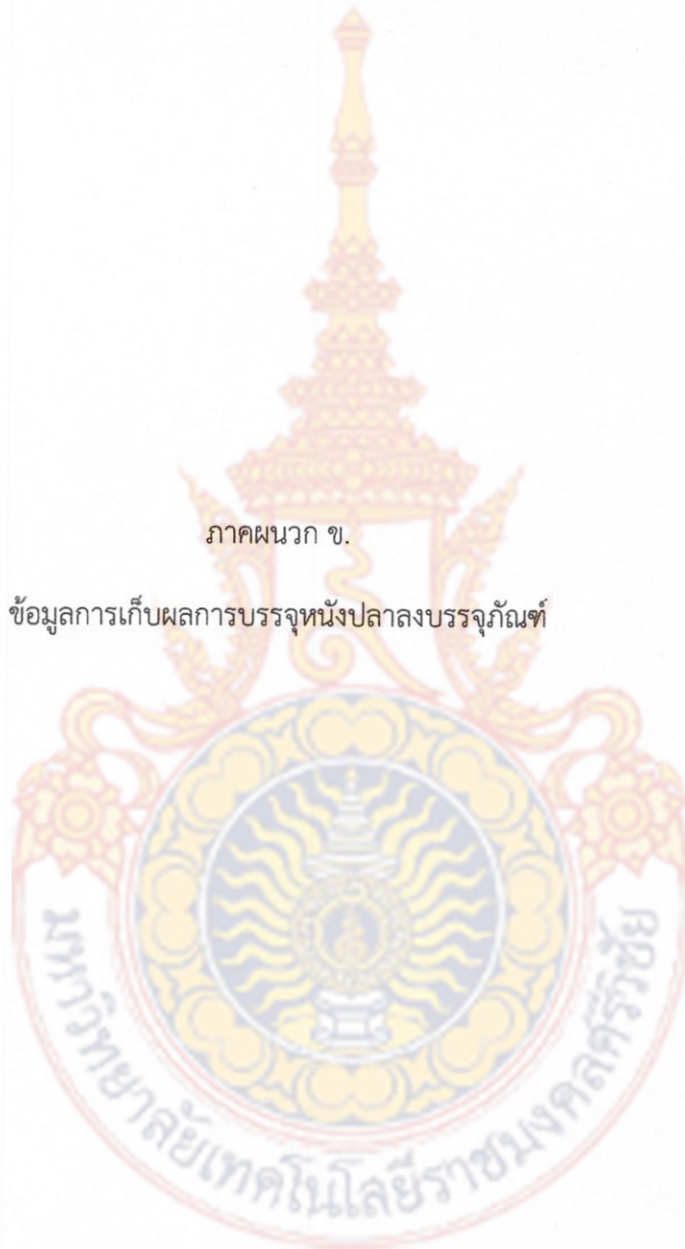 ภาคผนวก ข.
ข้อมูลการเก็บผลการบรรจุหนังปลาลงบรรจุภัณฑ์
มหาวิทยาลัยเทคโนโลยีราชมงคลศรีวิชัย